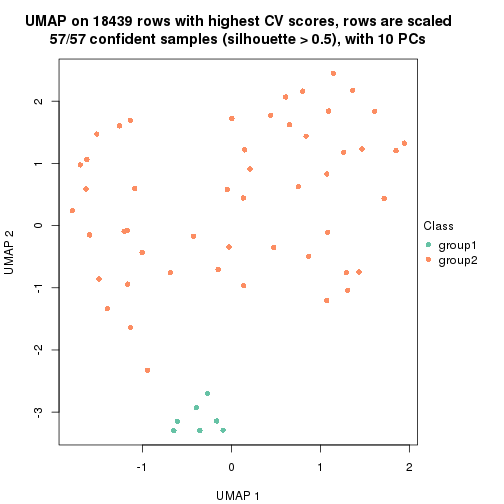 UMAP on 18439 rows with highest CV scores, rows are scaled
57/57 confident samples (silhouette > 0.5), with 10 PCs
2
1
0
-1
-2
-3
UMAP 2
-1
0
1
2
UMAP 1
Class
group1
group2